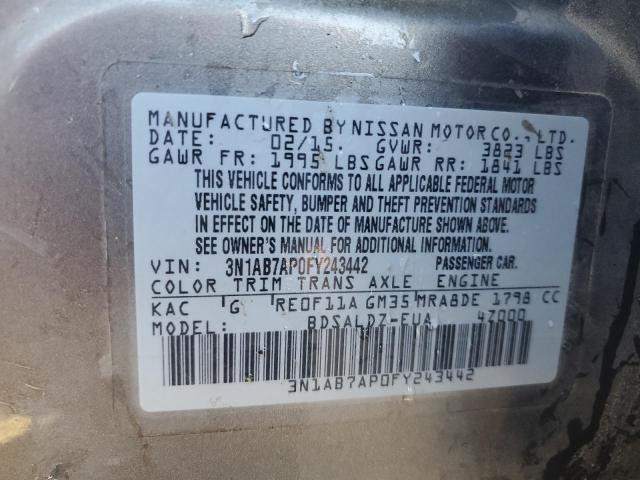 MANUFACTURED BY NISSAN MOTOR CO., LTD.
DATE: 02/15. GVWR: 3823 LBS
GAWR FR: 1995 LBS GAWR RR: 1841 LBS
THIS VEHICLE CONFORMS TO ALL APPLICABLE FEDERAL MOTOR
VEHICLE SAFETY, BUMPER AND THEFT PREVENTION STANDARDS
IN EFFECT ON THE DATE OF MANUFACTURE SHOWN ABOVE.
SEE OWNER'S MANUAL FOR ADDITIONAL INFORMATION.
VIN: 3N1AB7AP0FY243442 PASSENGER CAR.
COLOR TRIM TRANS AXLE ENGINE
KAC G RE0F11A GM35 MRA8DE 1798 CC
MODEL: BDSALDZ-EUA 4Z000
3N1AB7AP0FY243442